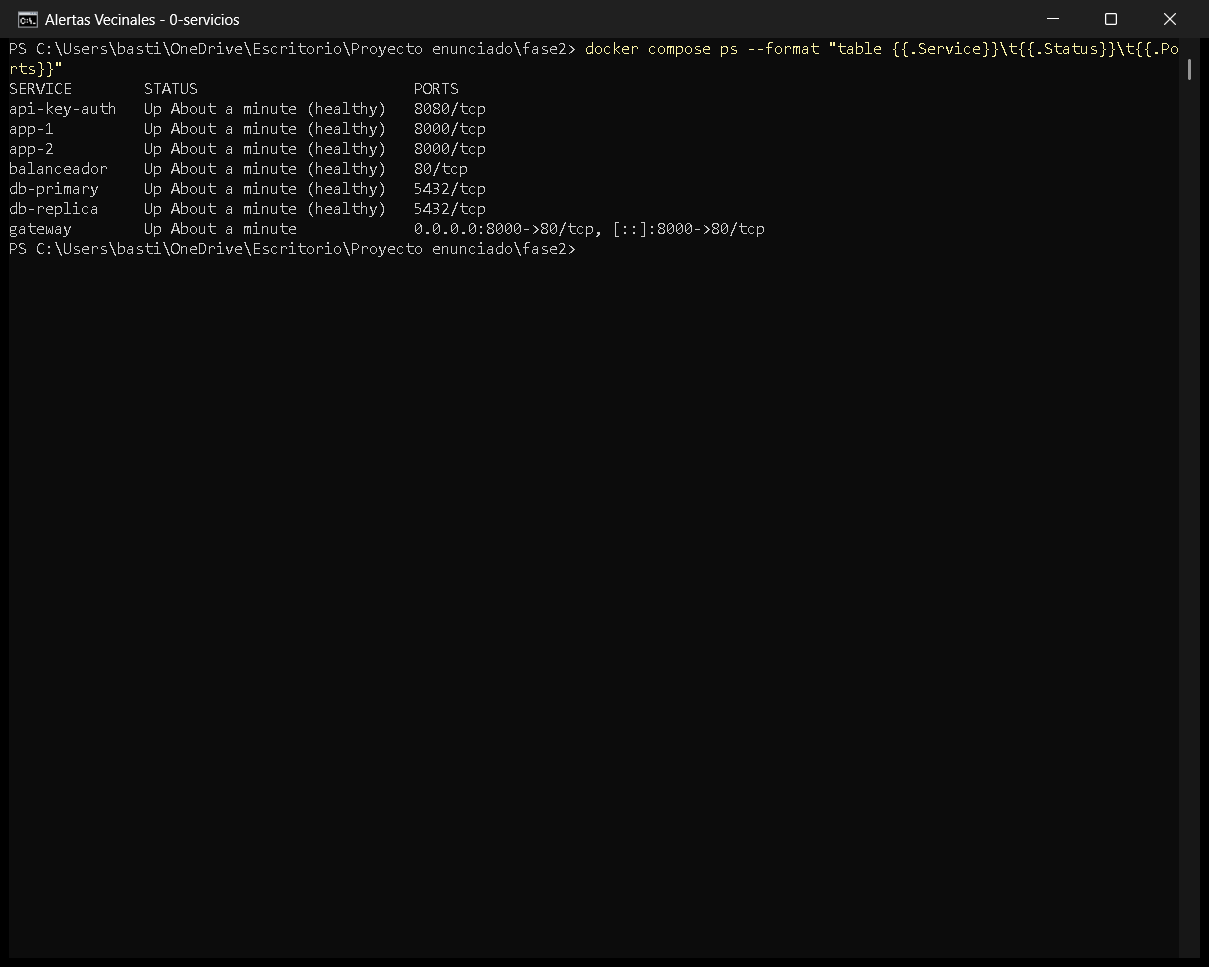 Alertas Vecinales - 0-servicios
PS C:\Users\basti\OneDrive\Escritorio\Proyecto enunciado\fase2> docker compose ps --format "table {{.Service}}\t{{.Status}}\t{{.Po
rts}}"
SERVICE        STATUS                        PORTS
api-key-auth   Up About a minute (healthy)   8080/tcp
app-1          Up About a minute (healthy)   8000/tcp
app-2          Up About a minute (healthy)   8000/tcp
balanceador    Up About a minute (healthy)   80/tcp
db-primary     Up About a minute (healthy)   5432/tcp
db-replica     Up About a minute (healthy)   5432/tcp
gateway        Up About a minute             0.0.0.0:8000->80/tcp, [::]:8000->80/tcp
PS C:\Users\basti\OneDrive\Escritorio\Proyecto enunciado\fase2>